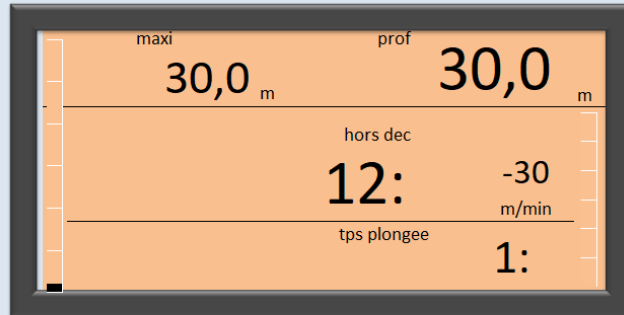 maxi prof
30,0 m 30,0 m
hors dec
12: -30
m/min
tps plongee
1: